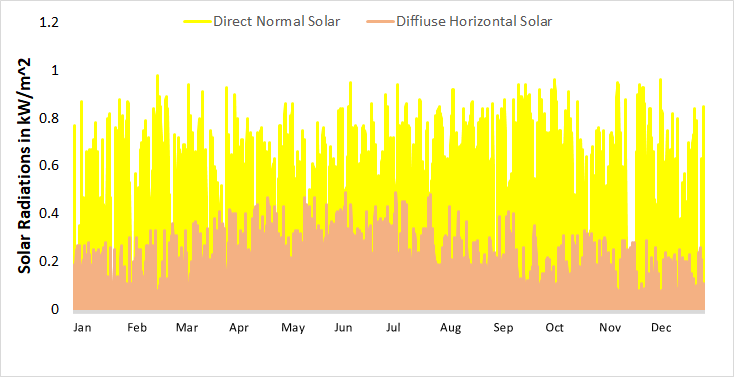 Direct Normal Solar
Diffiuse Horizontal Solar
Solar Radiations in kW/m^2
1.2
1
0.8
0.6
0.4
0.2
0
Jan Feb Mar Apr May Jun Jul Aug Sep Oct Nov Dec